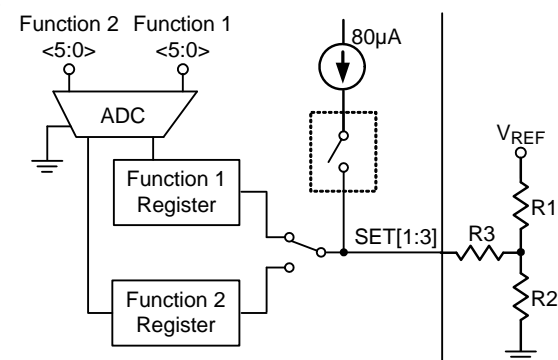 Function 2 Function 1
<5:0> <5:0>
80μA
ADC
VREF
Function 1
Register
R1
SET[1:3]
R3
Function 2
Register
R2